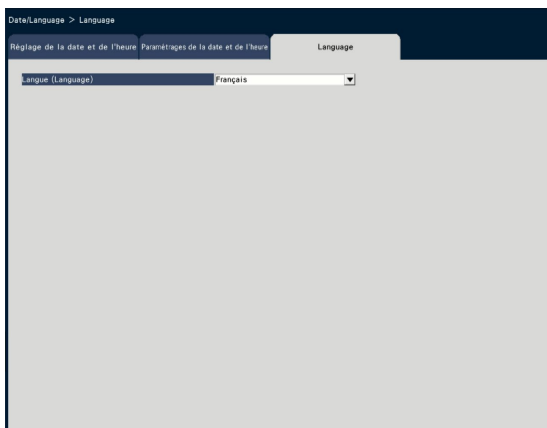 Date/Language > Language
Réglage de la date et de l'heure Paramétrages de la date et de l'heure Language
Langue (Language) Français